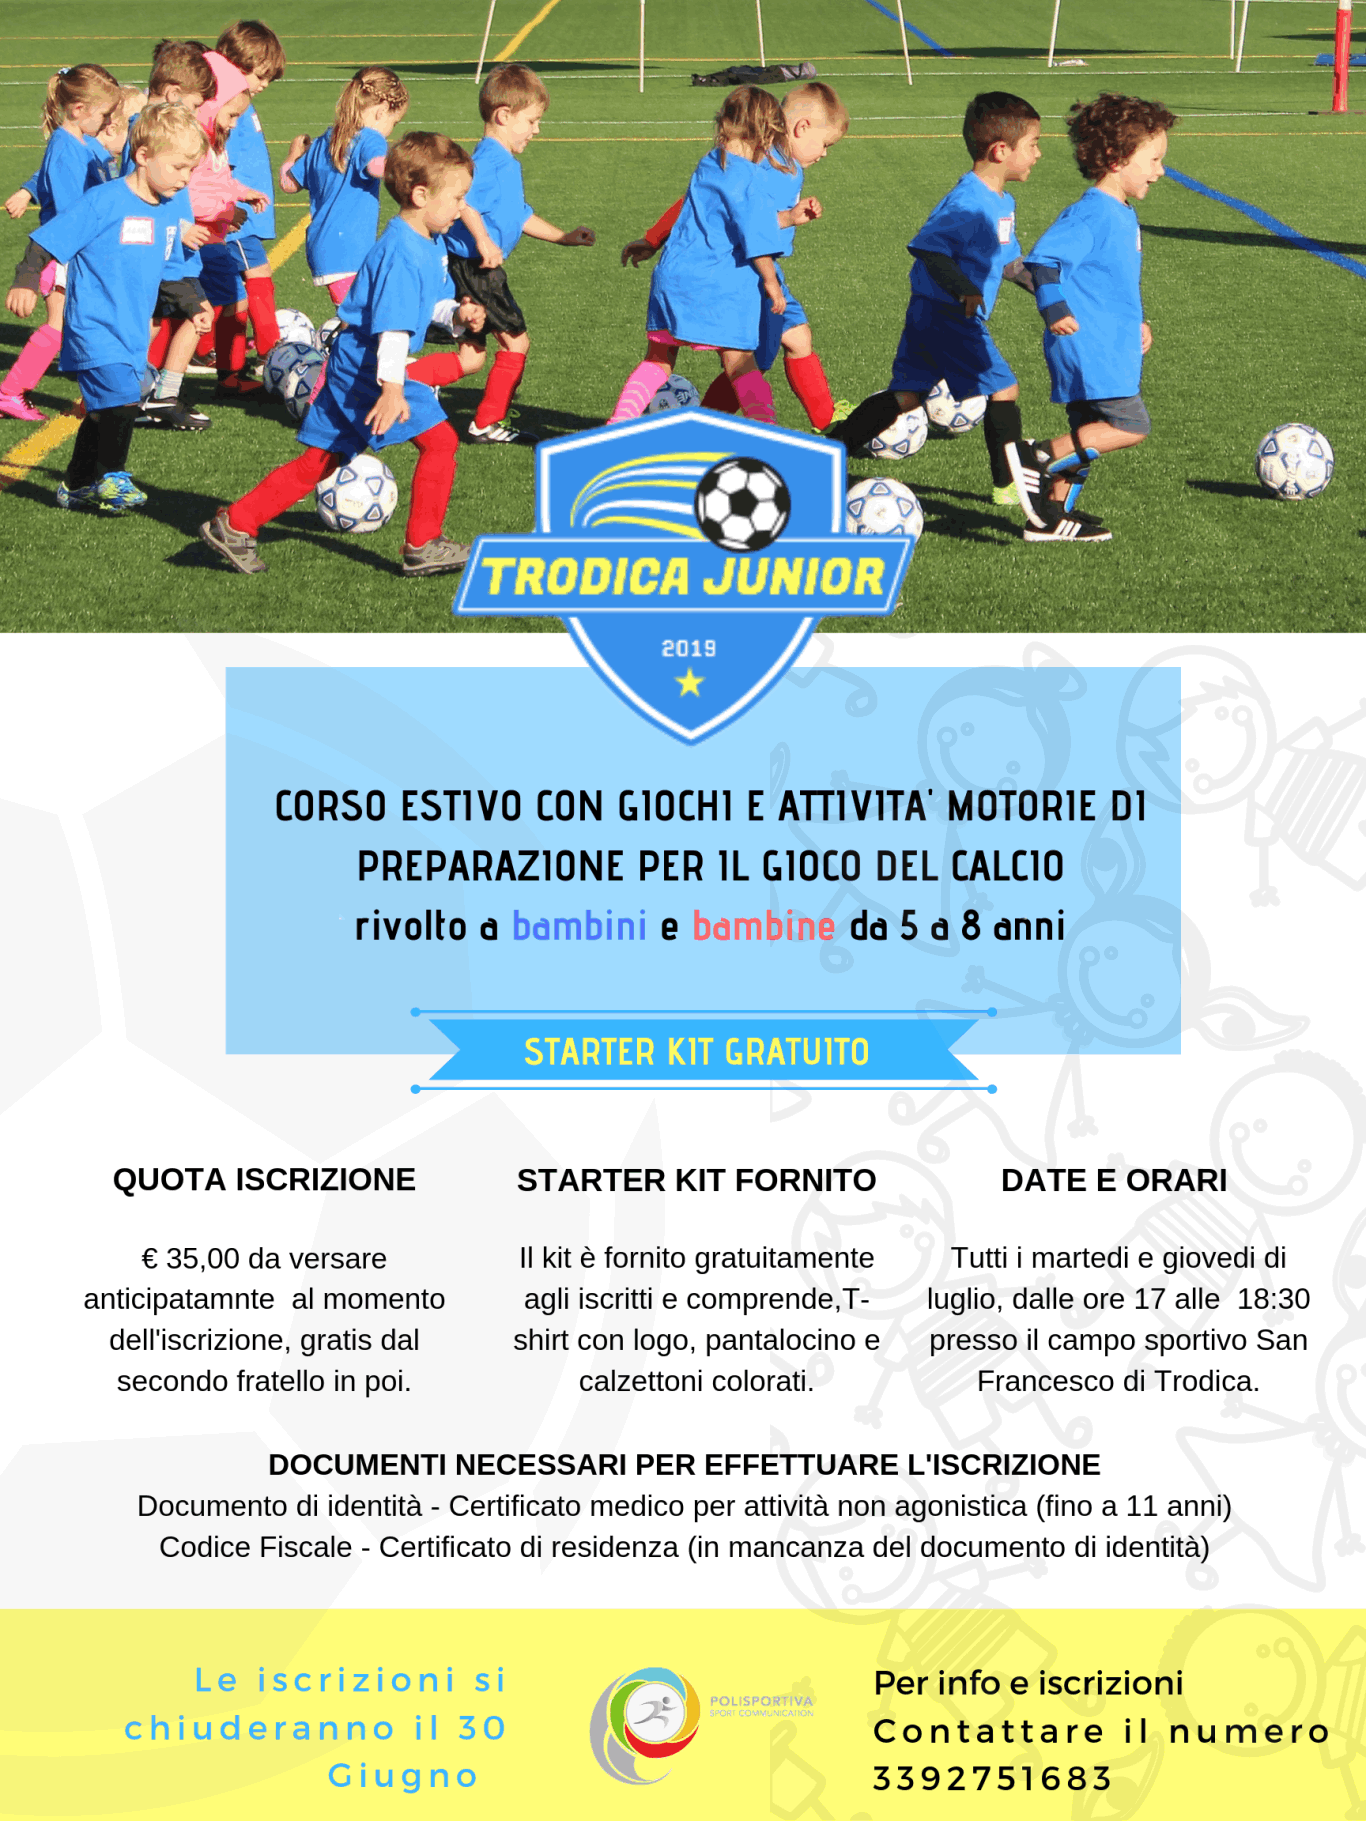 TRODICA JUNIOR
2019
CORSO ESTIVO CON GIOCHI E ATTIVITA' MOTORIE DI
PREPARAZIONE PER IL GIOCO DEL CALCIO
rivolto a bambini e bambine da 5 a 8 anni
STARTER KIT GRATUITO
QUOTA ISCRIZIONE
€ 35,00 da versare
anticipatamnte  al momento
dell'iscrizione, gratis dal
secondo fratello in poi.
STARTER KIT FORNITO
Il kit è fornito gratuitamente
agli iscritti e comprende,T-
shirt con logo, pantalocino e
calzettoni colorati.
DATE E ORARI
Tutti i martedi e giovedi di
luglio, dalle ore 17 alle  18:30
presso il campo sportivo San
Francesco di Trodica.
DOCUMENTI NECESSARI PER EFFETTUARE L'ISCRIZIONE
Documento di identità - Certificato medico per attività non agonistica (fino a 11 anni)
Codice Fiscale - Certificato di residenza (in mancanza del documento di identità)
Le iscrizioni si
chiuderanno il 30
Giugno
POLISPORTIVA
SPORT COMMUNICATION
Per info e iscrizioni
Contattare il numero
3392751683